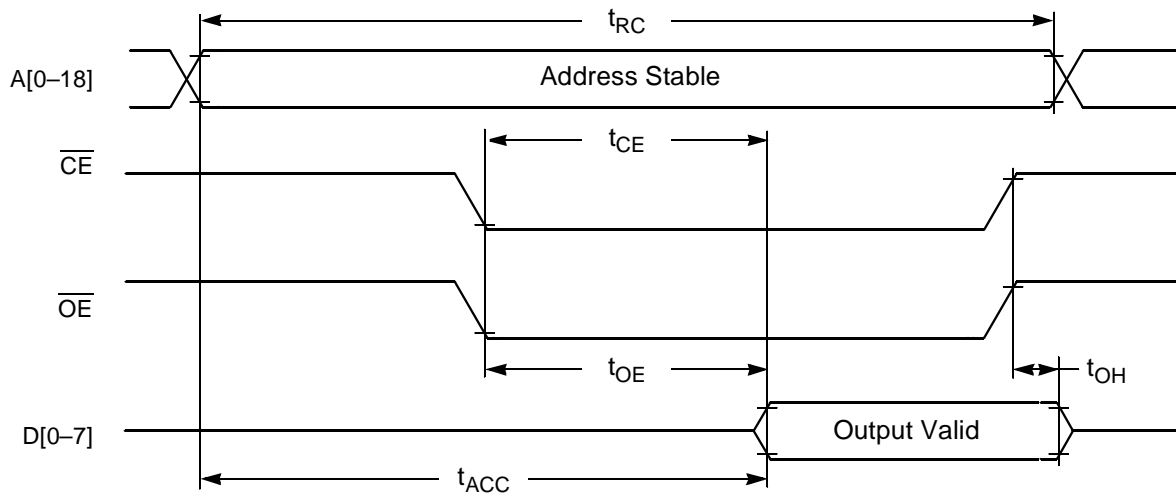 tRC
A[0–18]
Address Stable
tCE
CE
OE
tOE
tOH
D[0–7]
Output Valid
tACC